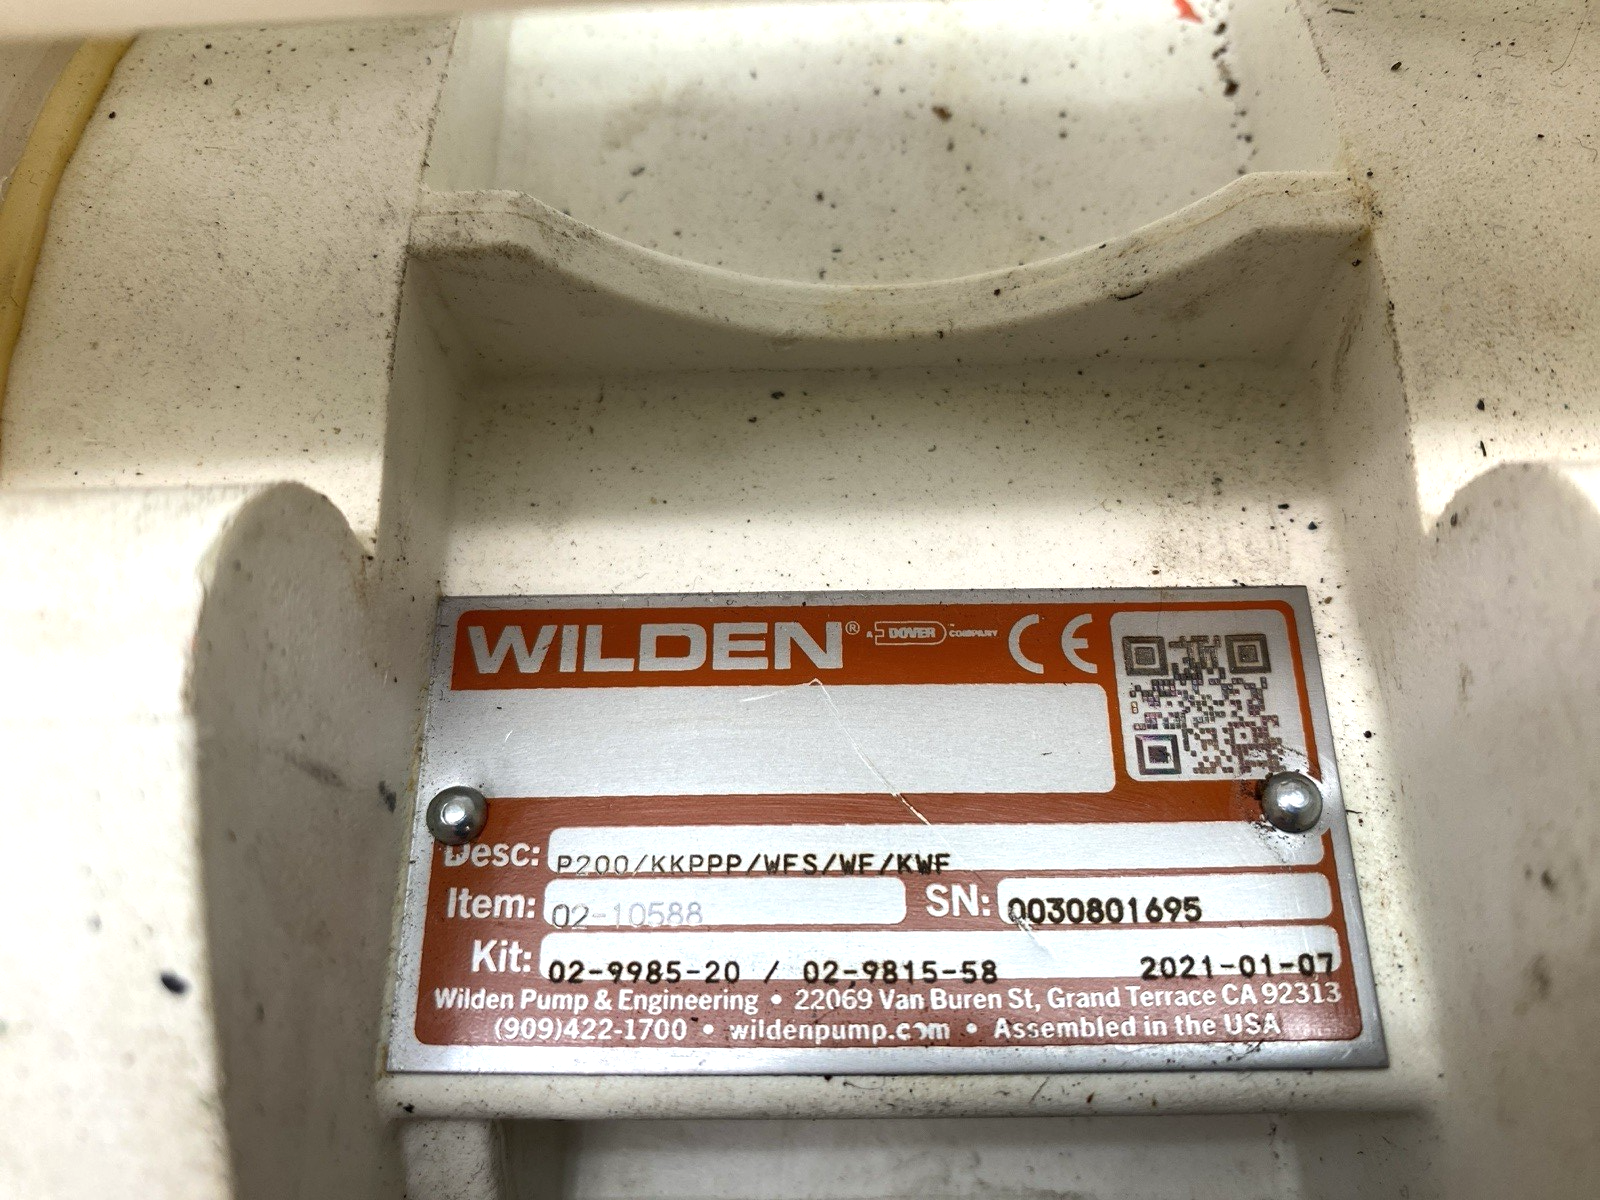 WILDEN® A DOVER™ COMPANY CE
Desc: P200/KKPPP/WFS/WF/KWF
Item: 02-10588 SN: 0030801695
Kit: 02-9985-20 / 02-9815-58 2021-01-07
Wilden Pump & Engineering • 22069 Van Buren St, Grand Terrace CA 92313
(909)422-1700 • wildenpump.com • Assembled in the USA